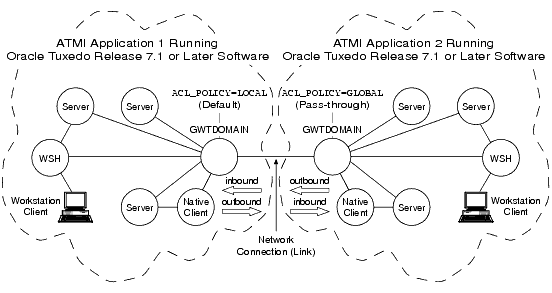 ATMI Application 1 Running
Oracle Tuxedo Release 7.1 or Later Software
ATMI Application 2 Running
Oracle Tuxedo Release 7.1 or Later Software
ACL_POLICY=LOCAL
(Default)
ACL_POLICY=GLOBAL
(Pass-through)
Server
Server
GWTDOMAIN
GWTDOMAIN
Server
Server
WSH
WSH
inbound
outbound
outbound
inbound
Workstation
Client
Server
Native
Client
Native
Client
Server
Workstation
Client
Network
Connection (Link)